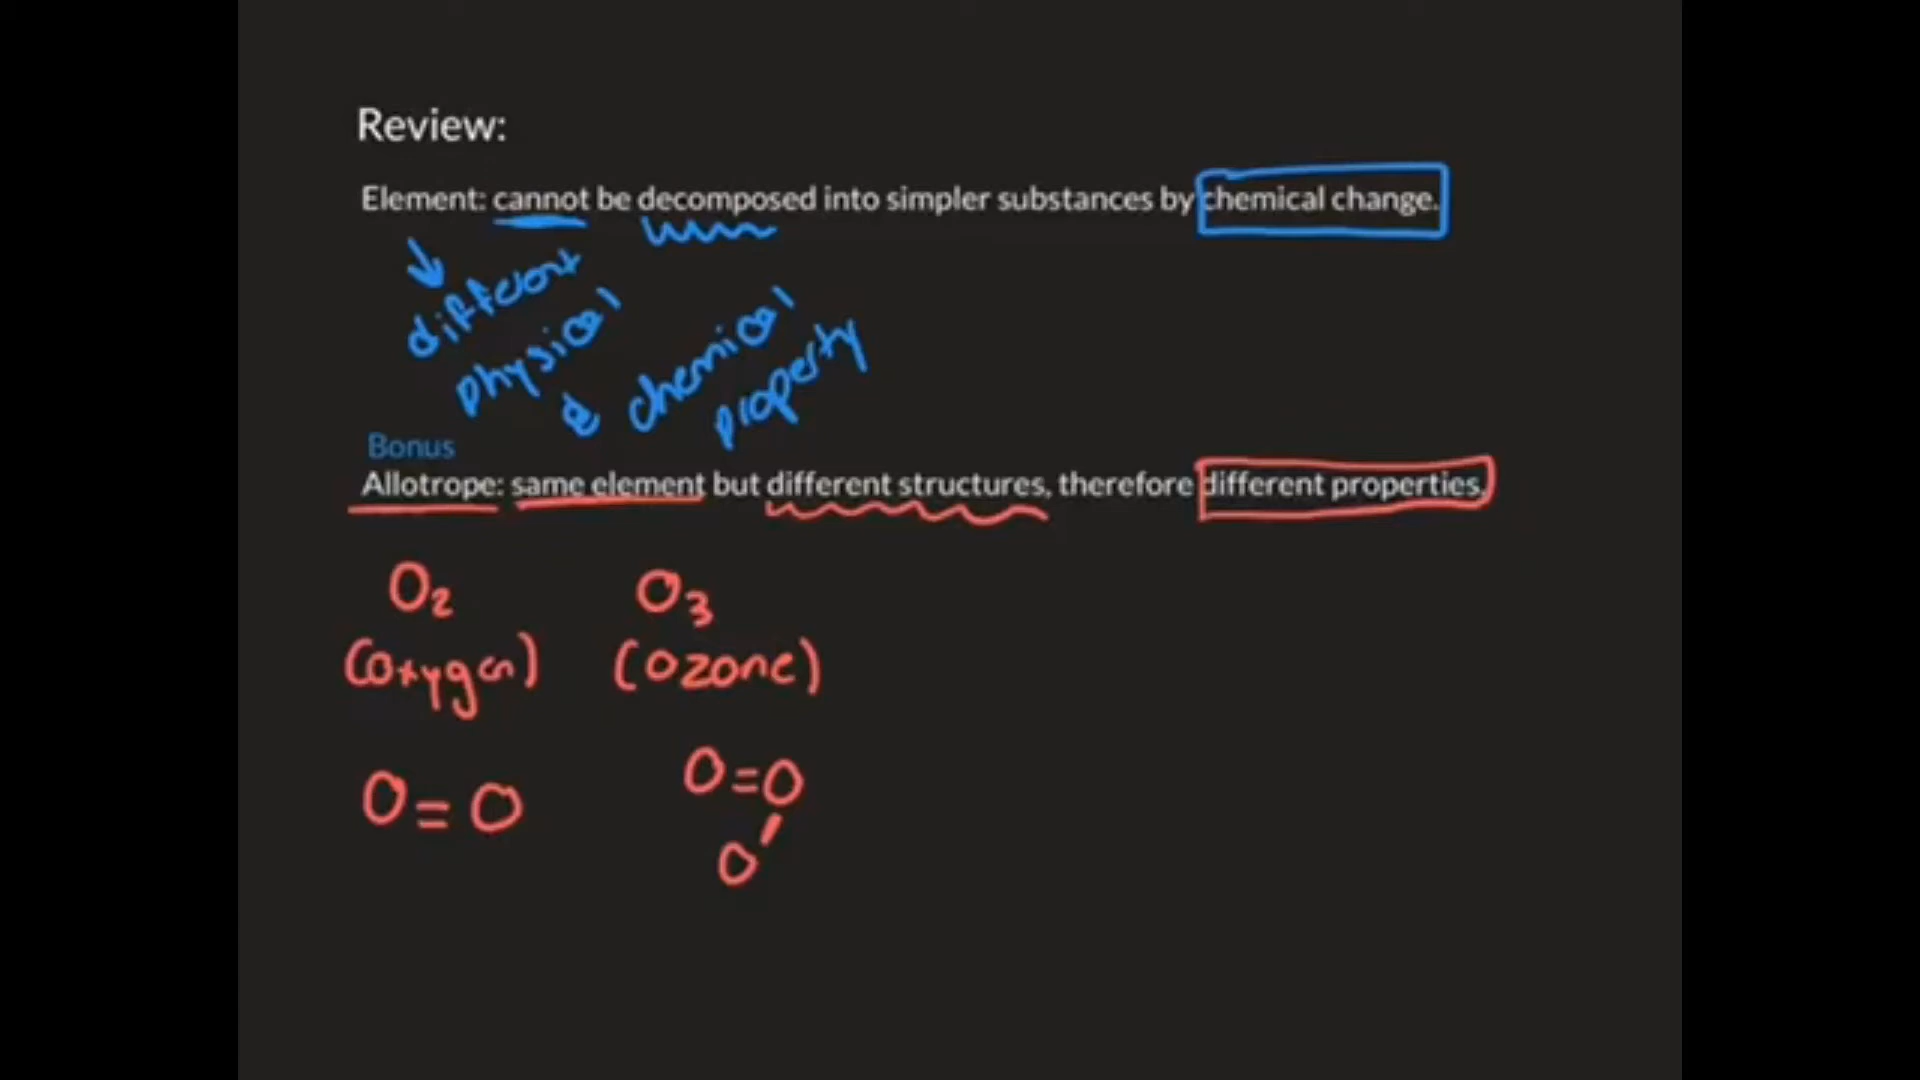 Review:
Element: cannot be decomposed into simpler substances by chemical change.
different
physical
& chemical
property
Bonus
Allotrope: same element but different structures, therefore different properties.
O₂ O₃
(Oxygen) (Ozone)
O=O O=O
O